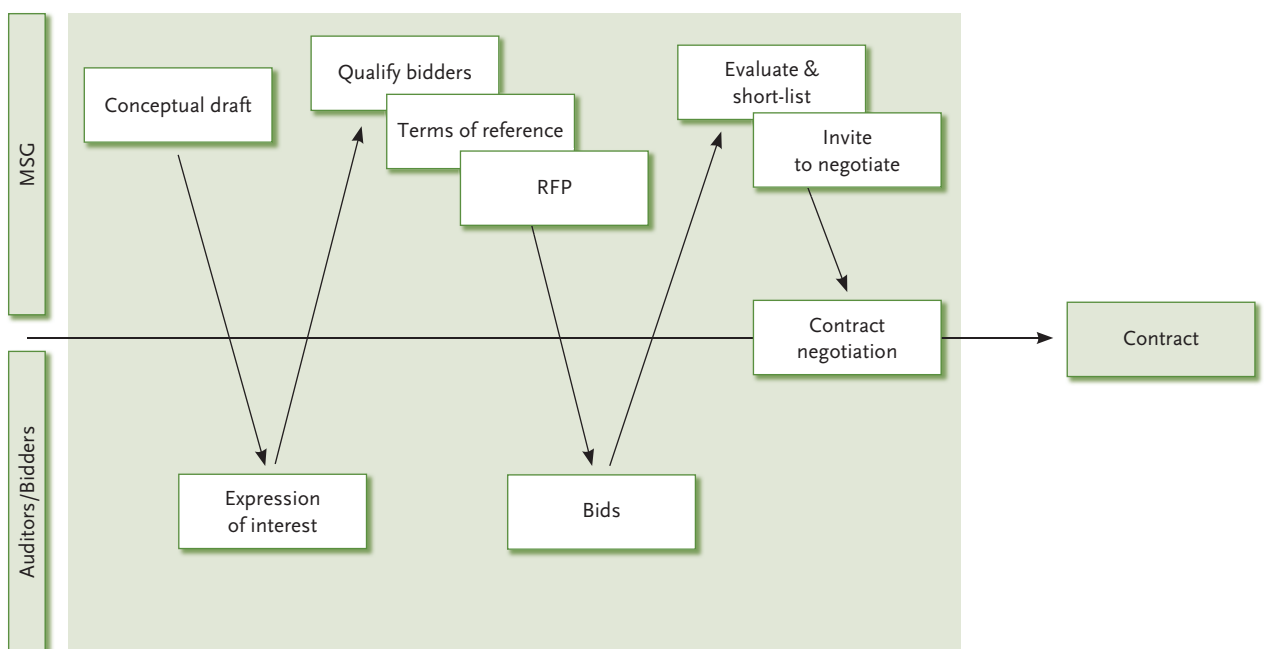 MSG
Conceptual draft
Qualify bidders
Terms of reference
RFP
Evaluate &
short-list
Invite
to negotiate
Contract
negotiation
Contract
Auditors/Bidders
Expression
of interest
Bids